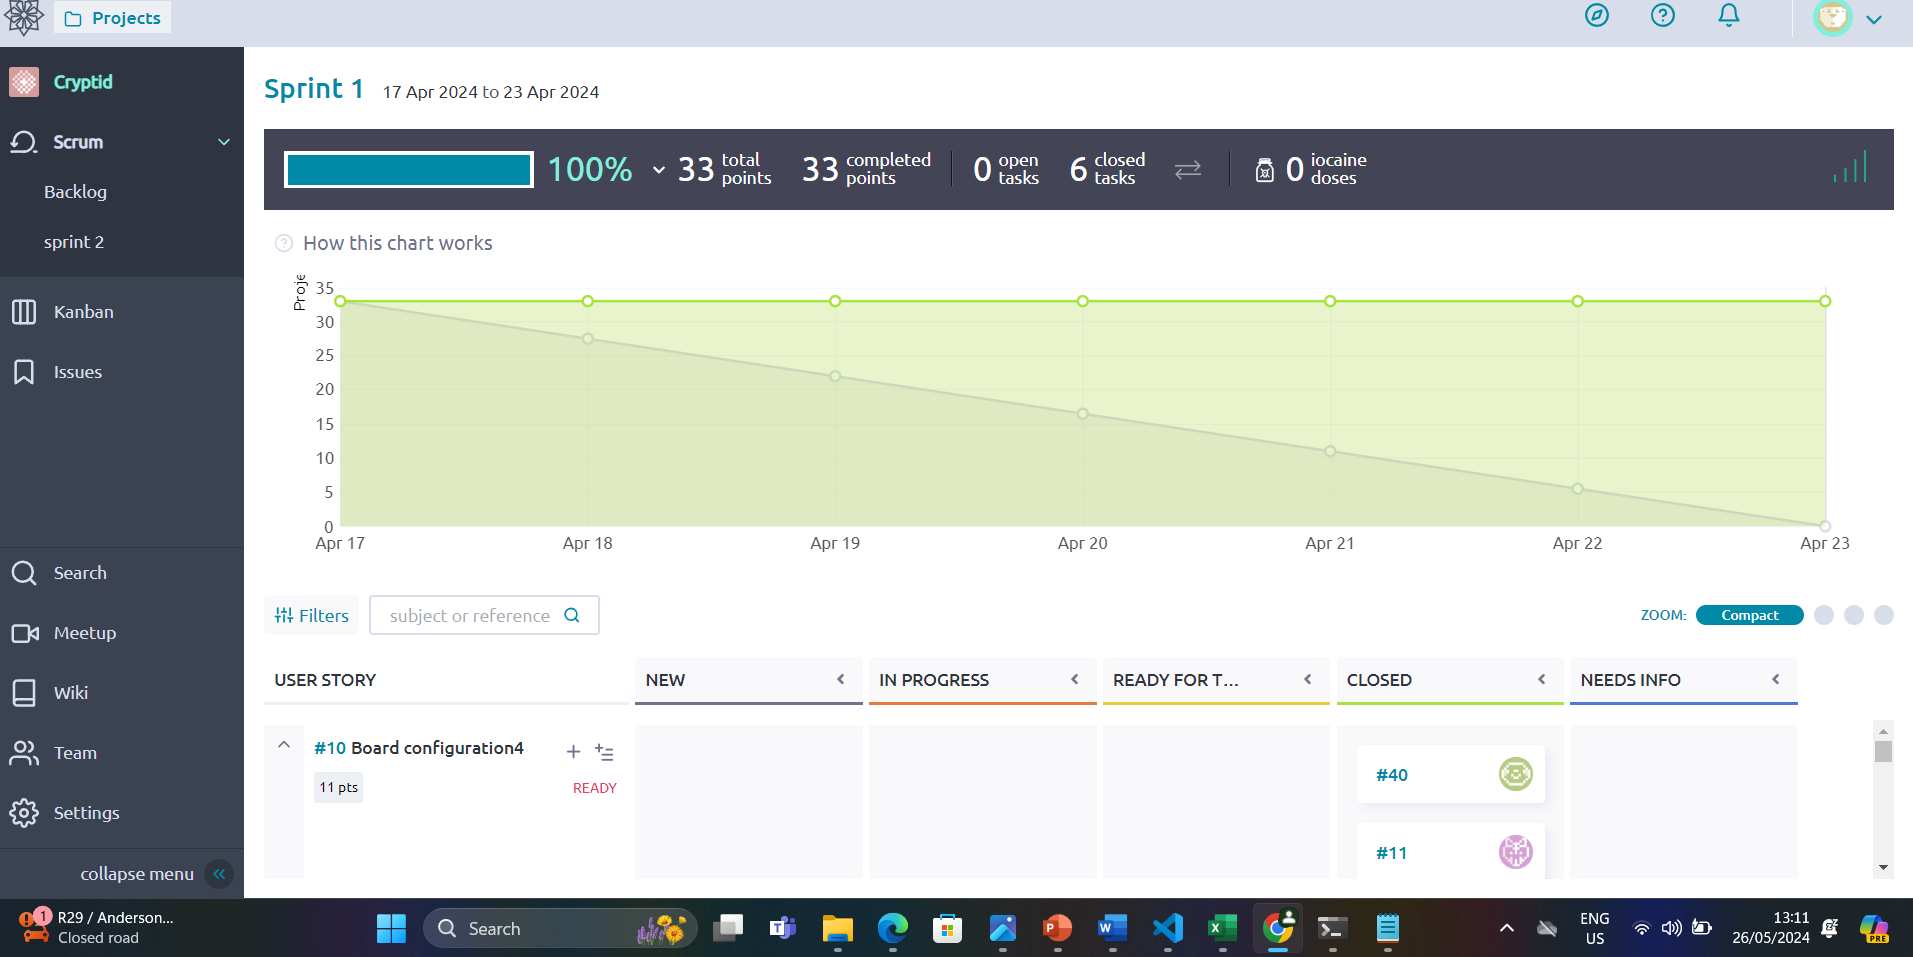 Projects
Cryptid
Scrum
Backlog
sprint 2
Kanban
Issues
Search
Meetup
Wiki
Team
Settings
collapse menu
Sprint 1 17 Apr 2024 to 23 Apr 2024
100% 33 total points 33 completed points 0 open tasks 6 closed tasks 0 iocaine doses
How this chart works
Proje
35
30
25
20
15
10
5
0
Apr 17 Apr 18 Apr 19 Apr 20 Apr 21 Apr 22 Apr 23
Filters subject or reference ZOOM: Compact
USER STORY NEW IN PROGRESS READY FOR T... CLOSED NEEDS INFO
#10 Board configuration4
11 pts READY
#40
#11
1 R29 / Anderson...
Closed road
Search
P W X
PRE
ENG
US
13:11
26/05/2024